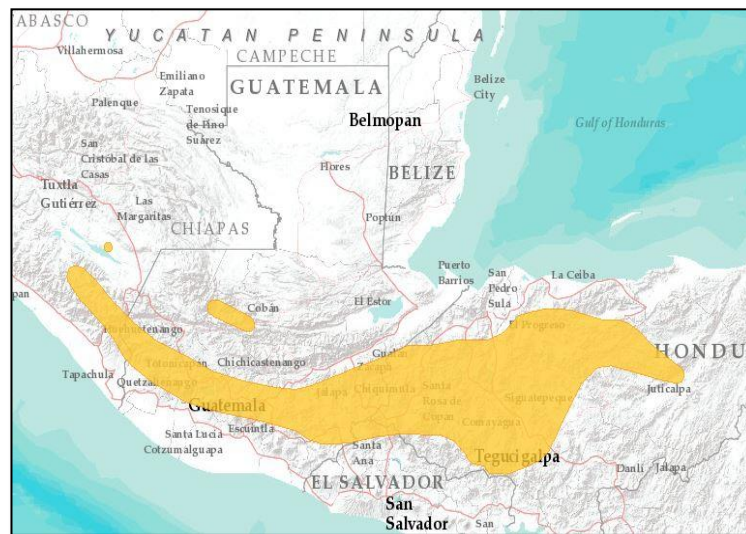 TABASCO
YUCATAN PENINSULA
Villahermosa
CAMPECHE
Emiliano
Zapata
GUATEMALA
Belize
City
Palenque
Tenosique
de Pino
Suárez
Belmopan
Gulf of Honduras
San
Cristóbal de las
Casas
Flores
BELIZE
Tuxtla
Gutiérrez
Las
Margaritas
CHIAPAS
Poptún
Puerto
Barrios
San
Pedro
Sula
La Ceiba
Cobán
El Estor
El Progreso
Huehuetenango
Gualán
Zacapa
HONDU
Totonicapán
Chichicastenango
Tapachula
Quetzaltenango
Jalapa
Chiquimula
Santa
Rosa de
Copán
Siguatepeque
Juticalpa
Guatemala
Comayagua
Escuintla
Santa Lucía
Cotzumalguapa
Santa
Ana
Tegucigalpa
Danlí
Jalapa
EL SALVADOR
San
Salvador
San